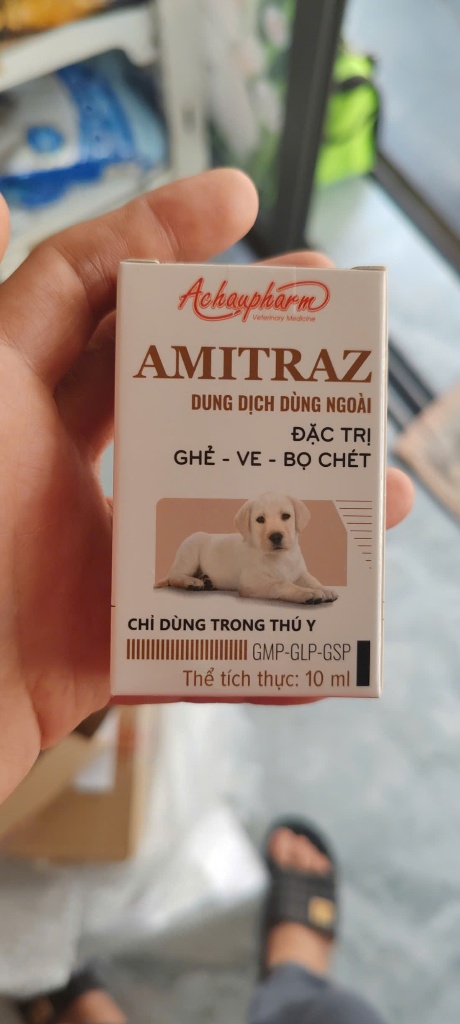 Achaupharm
Veterinary Medicine
AMITRAZ
DUNG DỊCH DÙNG NGOÀI
ĐẶC TRỊ
GHẺ - VE - BỌ CHÉT
CHỈ DÙNG TRONG THÚ Y
GMP-GLP-GSP
Thể tích thực: 10 ml